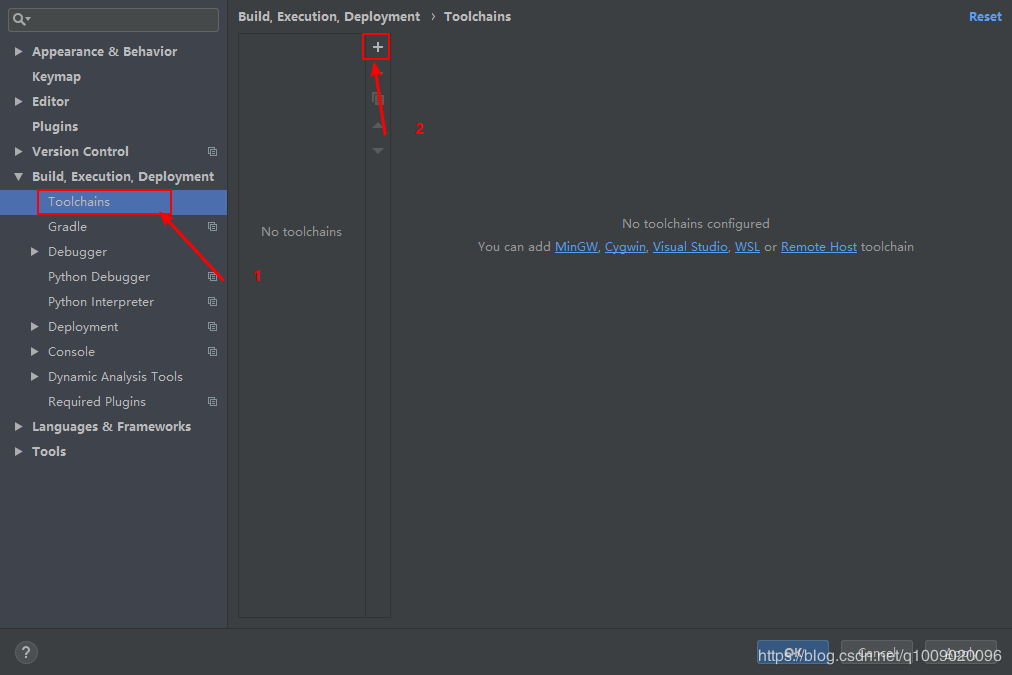 Build, Execution, Deployment › Toolchains
Reset
Appearance & Behavior
Keymap
Editor
Plugins
Version Control
Build, Execution, Deployment
Toolchains
Gradle
Debugger
Python Debugger
Python Interpreter
Deployment
Console
Dynamic Analysis Tools
Required Plugins
Languages & Frameworks
Tools
1
2
No toolchains
No toolchains configured
You can add MinGW, Cygwin, Visual Studio, WSL or Remote Host toolchain
?
OK
Cancel
Apply
https://blog.csdn.net/q1009020096